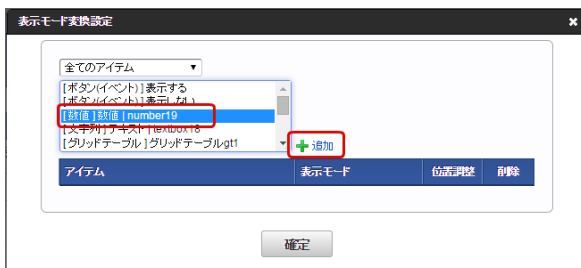 表示モード変換設定
全てのアイテム
[ボタン(イベント)]表示する
[ボタン(イベント)]表示しない
[数値]数値 | number19
[文字列]テキスト | textbox18
[グリッドテーブル]グリッドテーブルgt1
追加
アイテム 表示モード 位置調整 削除
確定